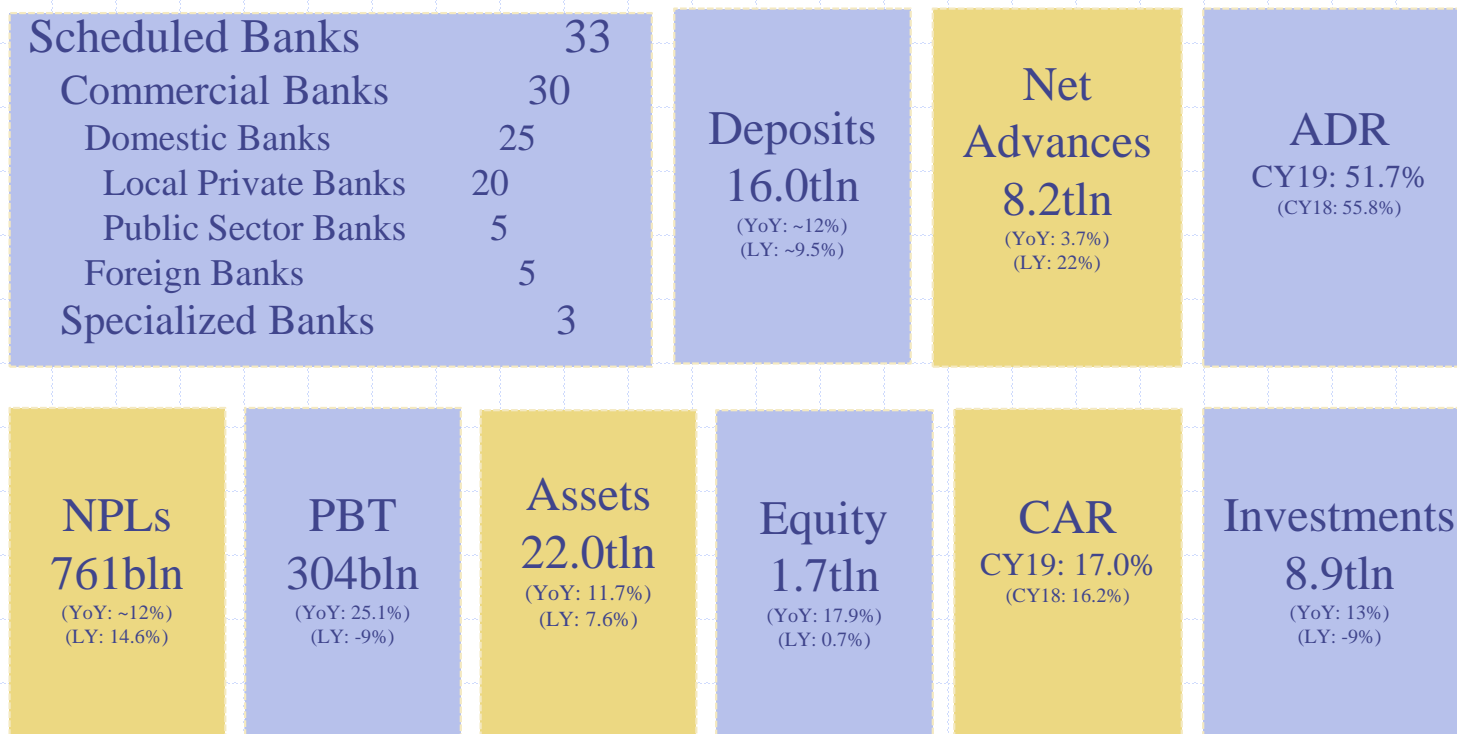 Scheduled Banks 33
Commercial Banks 30
Domestic Banks 25
Local Private Banks 20
Public Sector Banks 5
Foreign Banks 5
Specialized Banks 3
Deposits
16.0tln
(YoY: ~12%)
(LY: ~9.5%)
Net
Advances
8.2tln
(YoY: 3.7%)
(LY: 22%)
ADR
CY19: 51.7%
(CY18: 55.8%)
NPLs
761bln
(YoY: ~12%)
(LY: 14.6%)
PBT
304bln
(YoY: 25.1%)
(LY: -9%)
Assets
22.0tln
(YoY: 11.7%)
(LY: 7.6%)
Equity
1.7tln
(YoY: 17.9%)
(LY: 0.7%)
CAR
CY19: 17.0%
(CY18: 16.2%)
Investments
8.9tln
(YoY: 13%)
(LY: -9%)